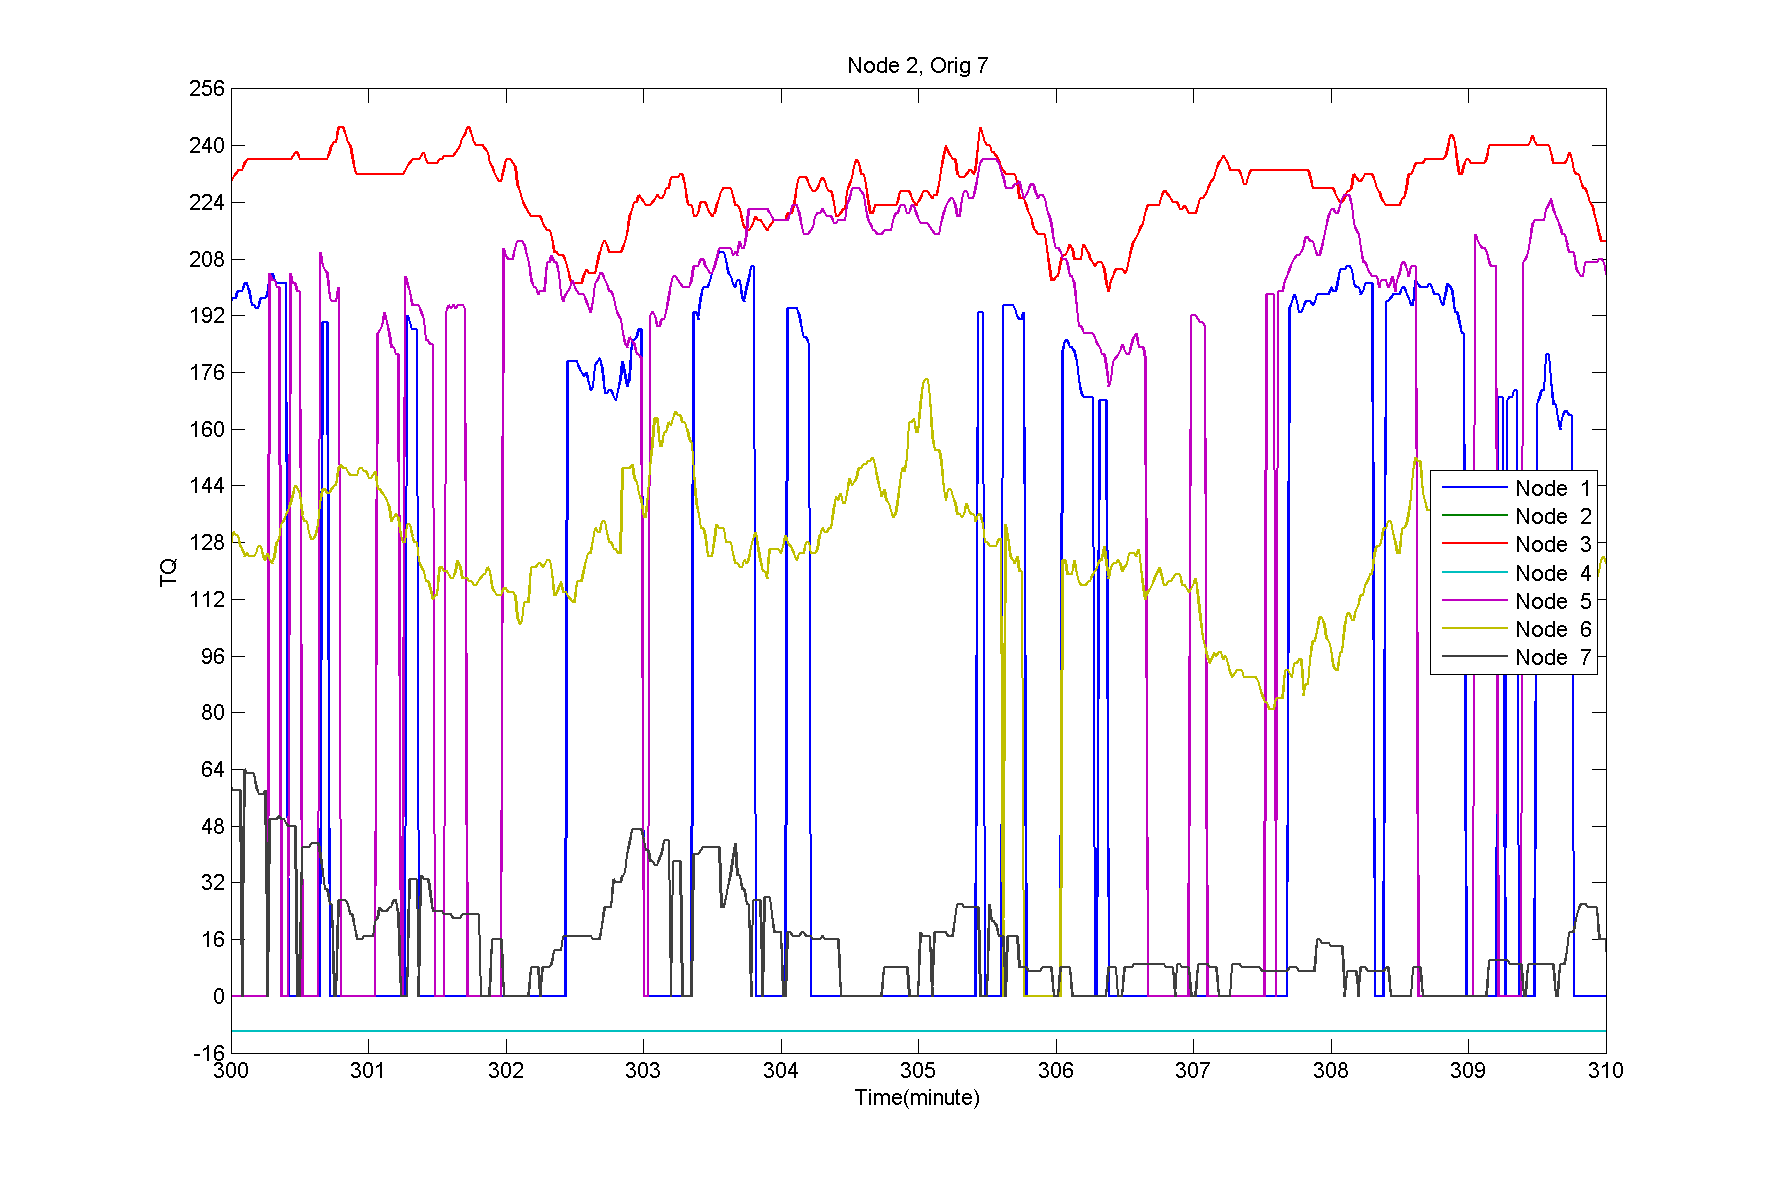 Node 2, Orig 7
256
240
224
208
192
176
160
144
128
112
96
80
64
48
32
16
0
-16
TQ
Node 1
Node 2
Node 3
Node 4
Node 5
Node 6
Node 7
300 301 302 303 304 305 306 307 308 309 310
Time(minute)